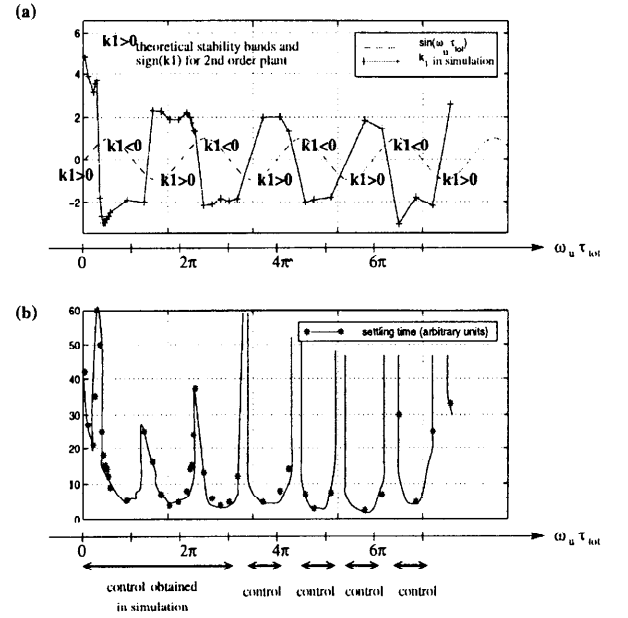 (a)
k1>0
theoretical stability bands and
sign(k1) for 2nd order plant
sin(ω_u τ_tot)
k_1 in simulation
4
2
0
−2
k1<0 k1<0 k1<0 k1<0
k1>0 k1>0 k1>0 k1>0 k1>0
0 2π 4π 6π ω_u τ_tot
(b)
settling time (arbitrary units)
60
50
40
30
20
10
0
0 2π 4π 6π ω_u τ_tot
control obtained
in simulation
control control control control